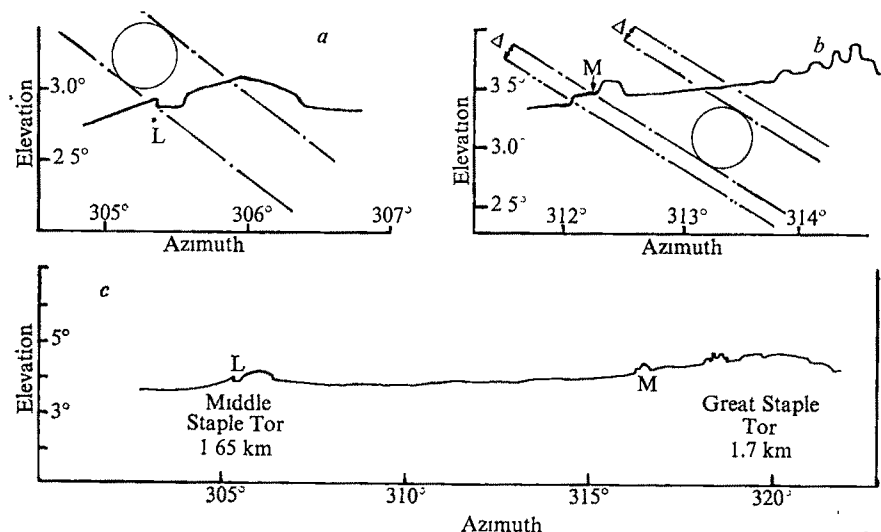 a
Elevation
3.0°
2 5°
L
305°
306°
307°
Azimuth
Δ
Δ
b
M
Elevation
3 5°
3.0°
2 5°
312°
313°
314°
Azimuth
c
Elevation
5°
3°
L
M
Middle
Staple Tor
1 65 km
Great Staple
Tor
1.7 km
305°
310°
315°
320°
Azimuth